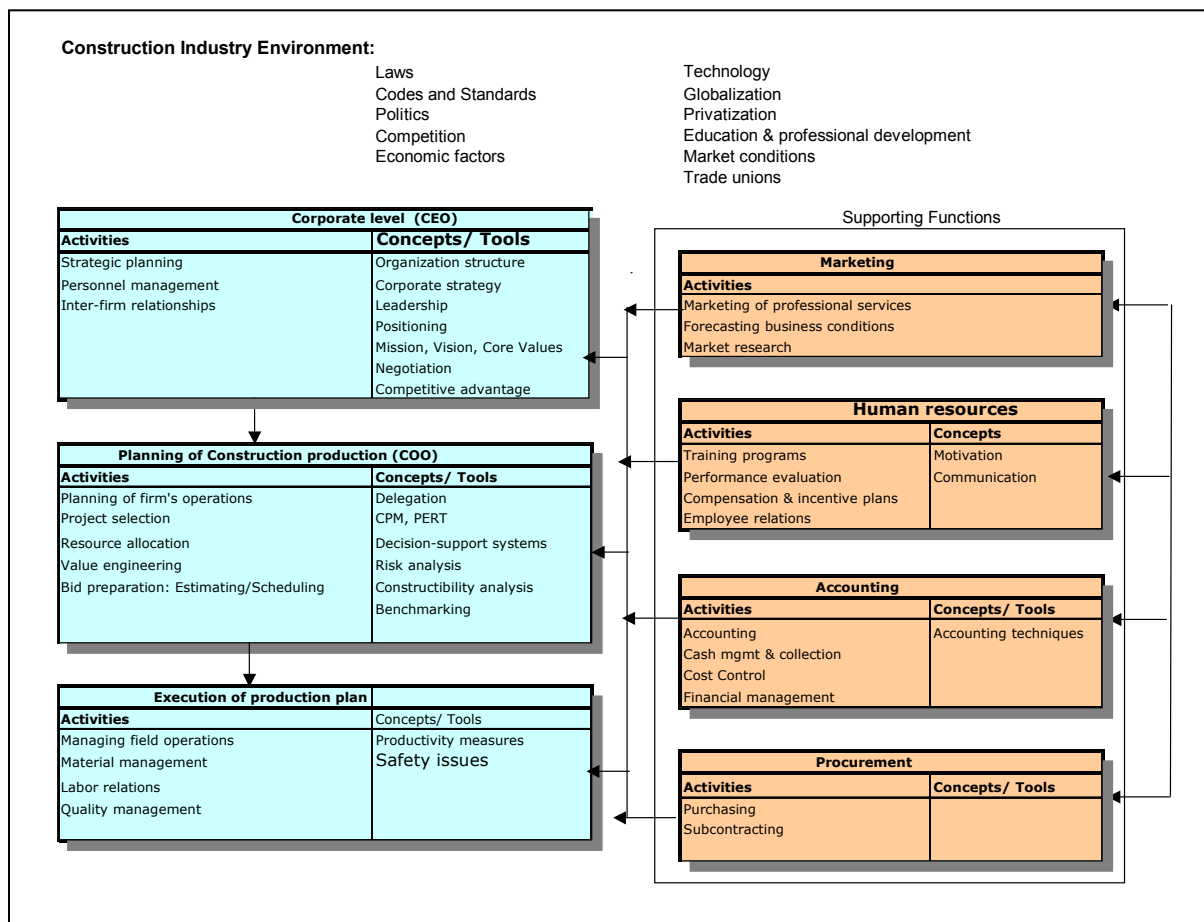 Construction Industry Environment:
Laws
Codes and Standards
Politics
Competition
Economic factors
Technology
Globalization
Privatization
Education & professional development
Market conditions
Trade unions
Corporate level (CEO)
Activities
Concepts/ Tools
Strategic planning
Personnel management
Inter-firm relationships
Organization structure
Corporate strategy
Leadership
Positioning
Mission, Vision, Core Values
Negotiation
Competitive advantage
Planning of Construction production (COO)
Activities
Concepts/ Tools
Planning of firm's operations
Project selection
Resource allocation
Value engineering
Bid preparation: Estimating/Scheduling
Delegation
CPM, PERT
Decision-support systems
Risk analysis
Constructibility analysis
Benchmarking
Execution of production plan
Activities
Concepts/ Tools
Managing field operations
Material management
Labor relations
Quality management
Productivity measures
Safety issues
Supporting Functions
Marketing
Activities
Marketing of professional services
Forecasting business conditions
Market research
Human resources
Activities
Concepts
Training programs
Performance evaluation
Compensation & incentive plans
Employee relations
Motivation
Communication
Accounting
Activities
Concepts/ Tools
Accounting
Cash mgmt & collection
Cost Control
Financial management
Accounting techniques
Procurement
Activities
Concepts/ Tools
Purchasing
Subcontracting